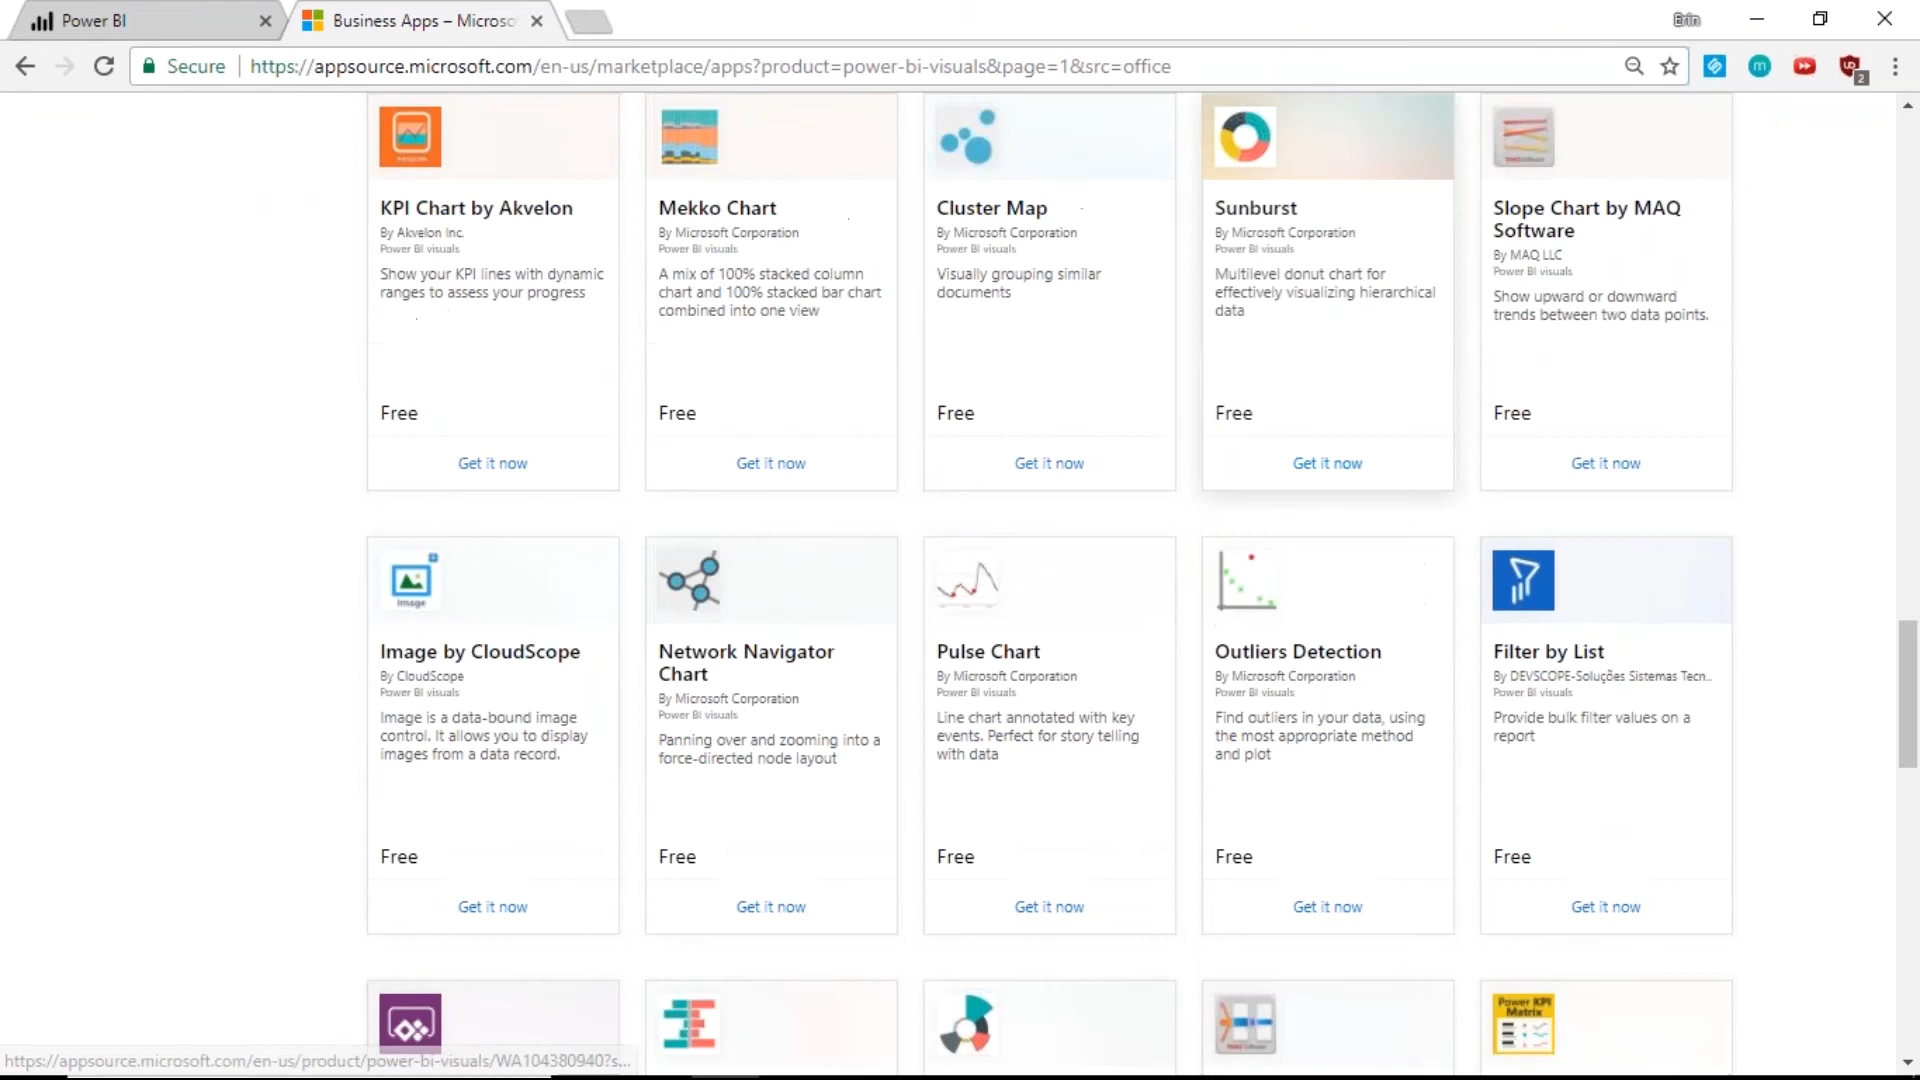 Power BI
Business Apps – Microso
Erin
Secure
https://appsource.microsoft.com/en-us/marketplace/apps?product=power-bi-visuals&page=1&src=office
m
2
KPI Chart by Akvelon
By Akvelon Inc.
Power BI visuals
Show your KPI lines with dynamic
ranges to assess your progress
Free
Get it now
Mekko Chart
By Microsoft Corporation
Power BI visuals
A mix of 100% stacked column
chart and 100% stacked bar chart
combined into one view
Free
Get it now
Cluster Map
By Microsoft Corporation
Power BI visuals
Visually grouping similar
documents
Free
Get it now
Sunburst
By Microsoft Corporation
Power BI visuals
Multilevel donut chart for
effectively visualizing hierarchical
data
Free
Get it now
Slope Chart by MAQ
Software
By MAQ LLC
Power BI visuals
Show upward or downward
trends between two data points.
Free
Get it now
Image
Image by CloudScope
By CloudScope
Power BI visuals
Image is a data-bound image
control. It allows you to display
images from a data record.
Free
Get it now
Network Navigator
Chart
By Microsoft Corporation
Power BI visuals
Panning over and zooming into a
force-directed node layout
Free
Get it now
Pulse Chart
By Microsoft Corporation
Power BI visuals
Line chart annotated with key
events. Perfect for story telling
with data
Free
Get it now
Outliers Detection
By Microsoft Corporation
Power BI visuals
Find outliers in your data, using
the most appropriate method
and plot
Free
Get it now
Filter by List
By DEVSCOPE-Soluções Sistemas Tecn..
Power BI visuals
Provide bulk filter values on a
report
Free
Get it now
Power KPI
Matrix
https://appsource.microsoft.com/en-us/product/power-bi-visuals/WA104380940?s...